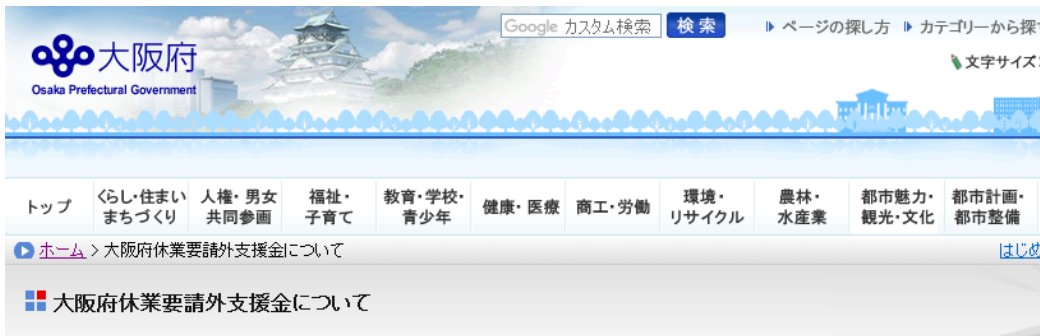 Google カスタム検索 検索 ページの探し方 カテゴリーから探す
大阪府
文字サイズ
Osaka Prefectural Government
トップ くらし・住まい まちづくり 人権・男女 共同参画 福祉・ 子育て 教育・学校・ 青少年 健康・医療 商工・労働 環境・ リサイクル 農林・ 水産業 都市魅力・ 観光・文化 都市計画・ 都市整備
ホーム > 大阪府休業要請外支援金について はじめ
大阪府休業要請外支援金について